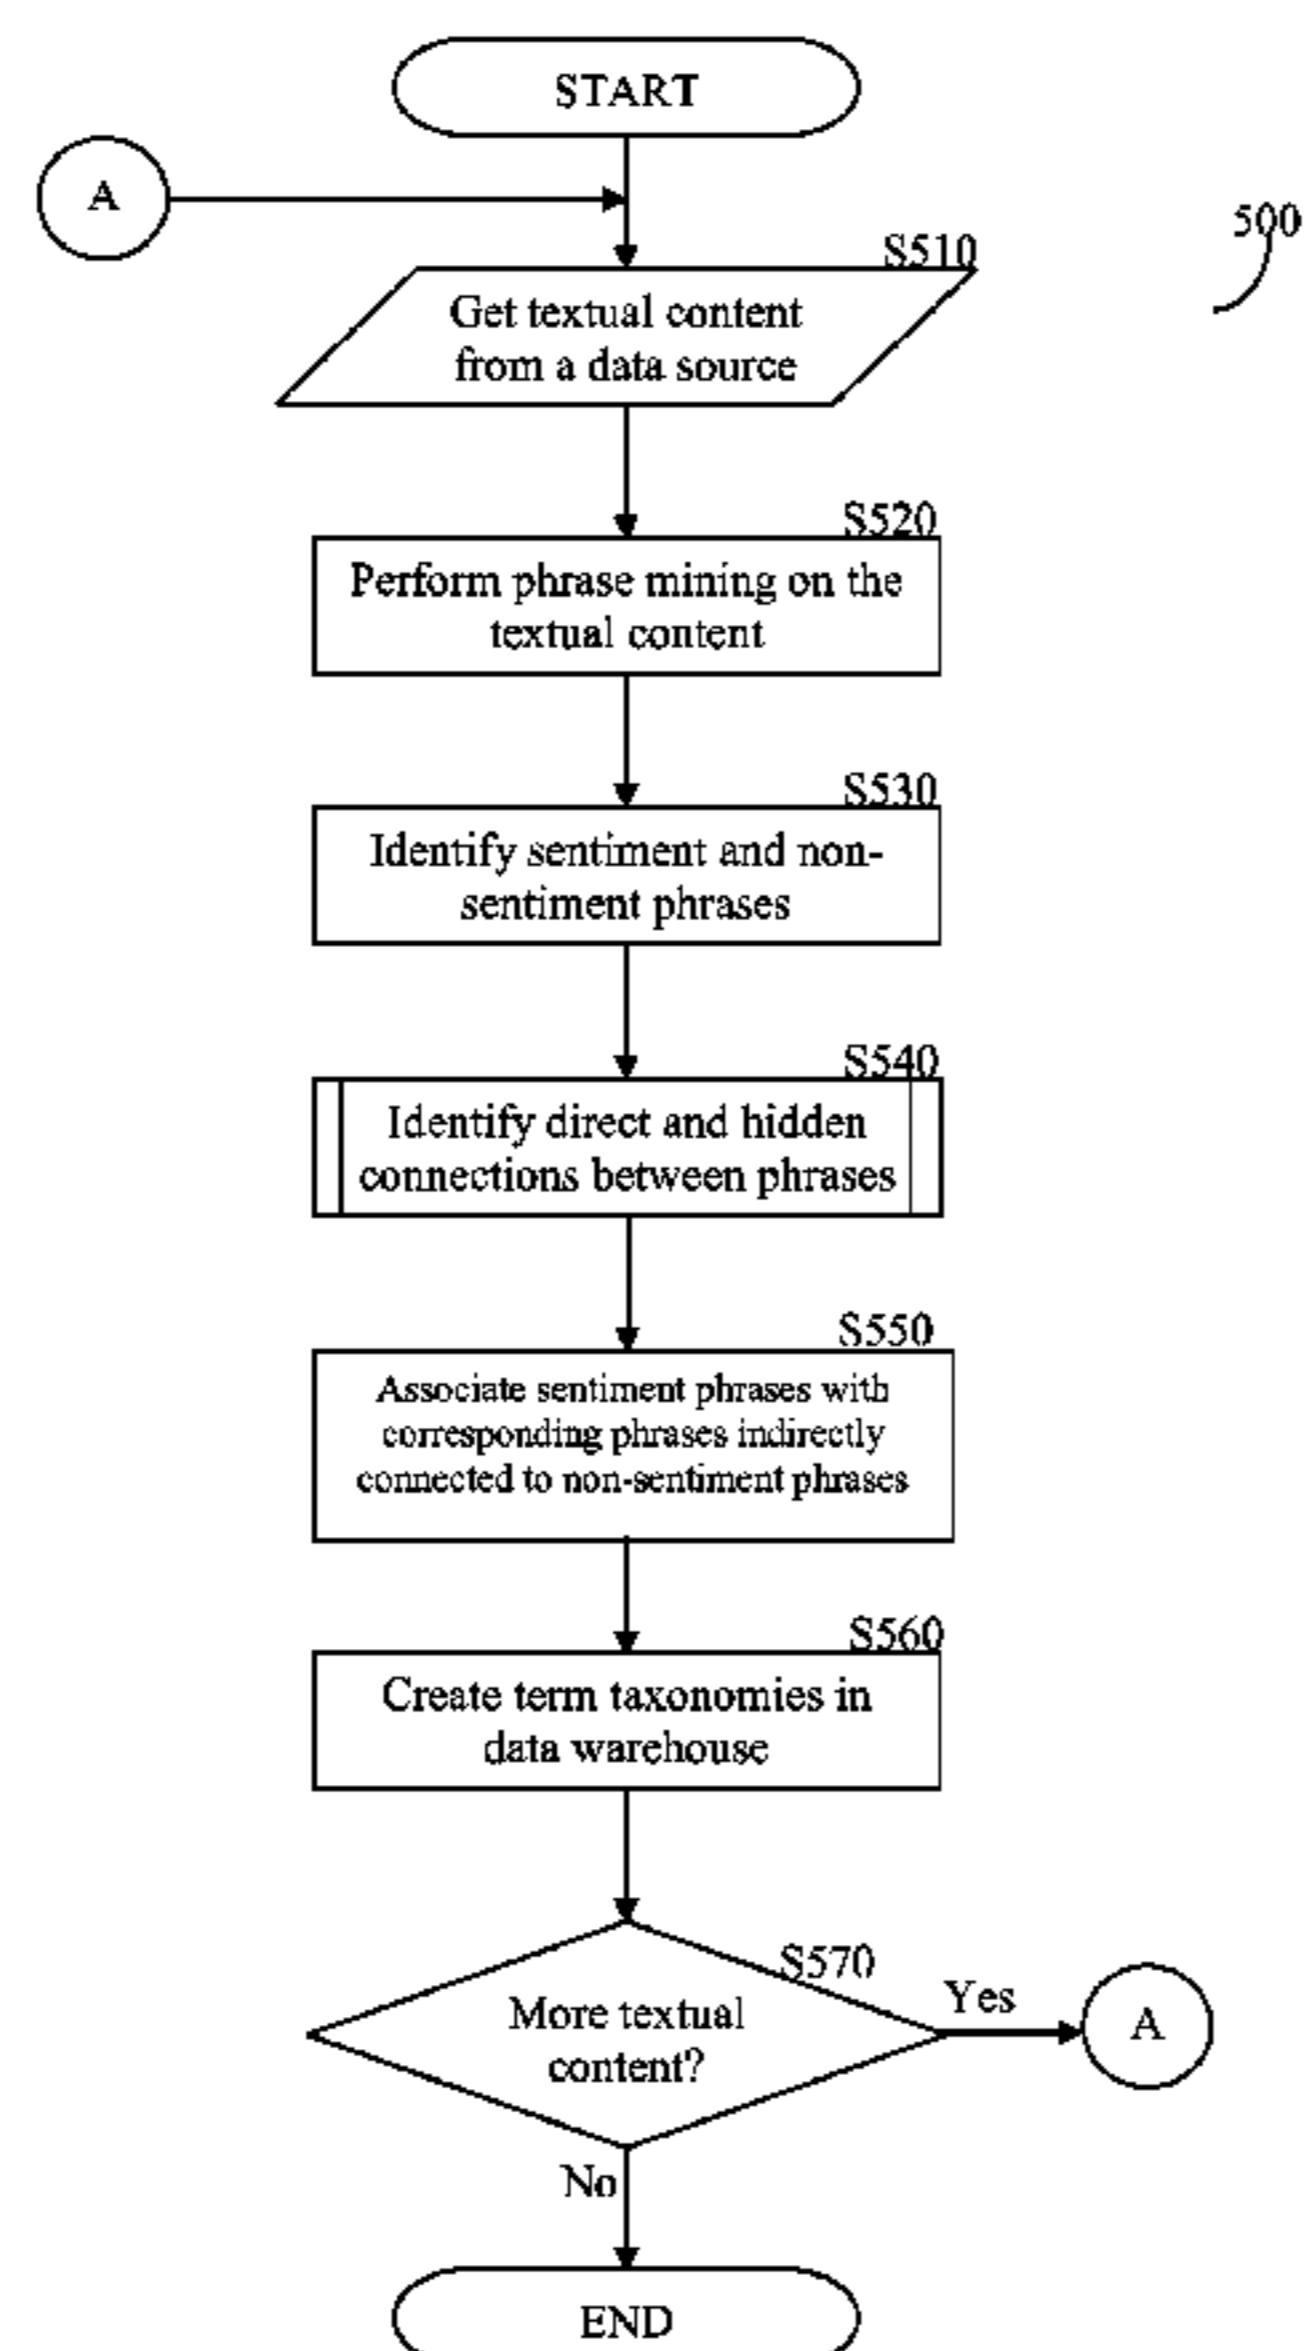 START
A
500
S510
Get textual content
from a data source
S520
Perform phrase mining on the
textual content
S530
Identify sentiment and non-
sentiment phrases
S540
Identify direct and hidden
connections between phrases
S550
Associate sentiment phrases with
corresponding phrases indirectly
connected to non-sentiment phrases
S560
Create term taxonomies in
data warehouse
S570
More textual
content?
Yes
A
No
END